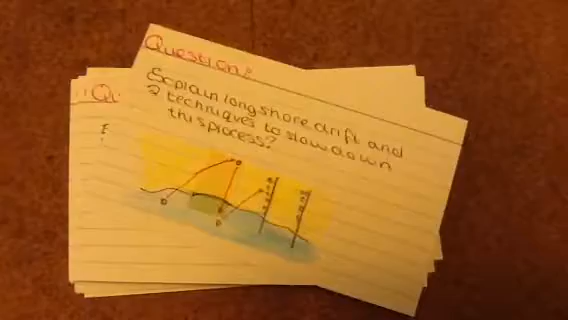 Question:
Explain longshore drift and
2 techniques to slow down
this process?
Q